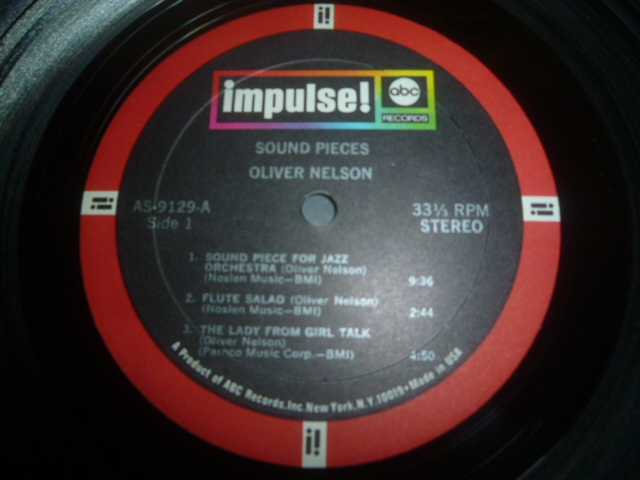 i!
impulse! abc RECORDS
SOUND PIECES
OLIVER NELSON
AS-9129-A 33⅓ RPM
Side 1 STEREO
1. SOUND PIECE FOR JAZZ
ORCHESTRA (Oliver Nelson)
(Noslen Music—BMI) 9:36
2. FLUTE SALAD (Oliver Nelson)
(Noslen Music—BMI) 2:44
3. THE LADY FROM GIRL TALK
(Oliver Nelson)
(Pamco Music Corp.—BMI) 4:50
A Product of ABC Records, Inc. New York, N.Y. 10019 • Made in USA
i!
i!
i!